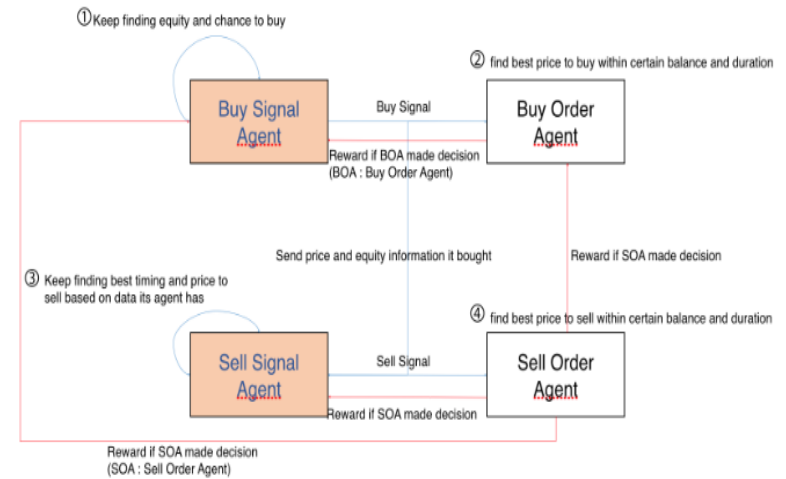 ① Keep finding equity and chance to buy
② find best price to buy within certain balance and duration
Buy Signal
Agent
Buy Signal
Buy Order
Agent
Reward if BOA made decision
(BOA : Buy Order Agent)
Send price and equity information it bought
Reward if SOA made decision
③ Keep finding best timing and price to
sell based on data its agent has
④ find best price to sell within certain balance and duration
Sell Signal
Agent
Sell Signal
Sell Order
Agent
Reward if SOA made decision
Reward if SOA made decision
(SOA : Sell Order Agent)